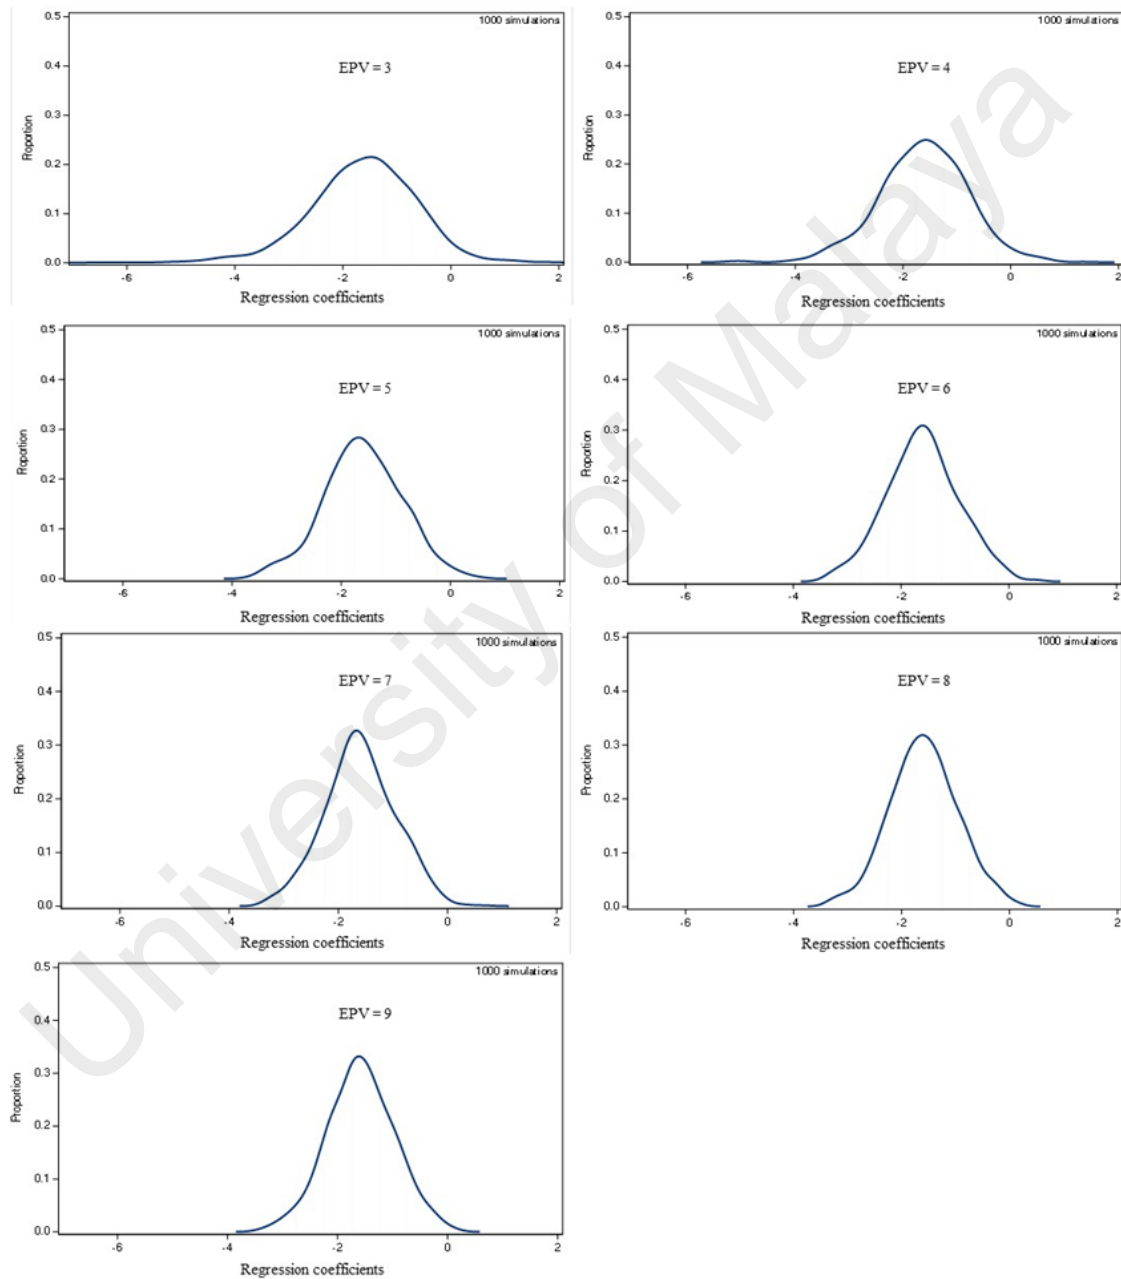 1000 simulations
EPV = 3
0.5
0.4
0.3
0.2
0.1
0.0
Proportion
-6 -4 -2 0 2
Regression coefficients
1000 simulations
EPV = 4
0.5
0.4
0.3
0.2
0.1
0.0
Proportion
-6 -4 -2 0 2
Regression coefficients
1000 simulations
EPV = 5
0.5
0.4
0.3
0.2
0.1
0.0
Proportion
-6 -4 -2 0 2
Regression coefficients
1000 simulations
EPV = 6
0.5
0.4
0.3
0.2
0.1
0.0
Proportion
-6 -4 -2 0 2
Regression coefficients
1000 simulations
EPV = 7
0.5
0.4
0.3
0.2
0.1
0.0
Proportion
-6 -4 -2 0 2
Regression coefficients
1000 simulations
EPV = 8
0.5
0.4
0.3
0.2
0.1
0.0
Proportion
-6 -4 -2 0 2
Regression coefficients
1000 simulations
EPV = 9
0.5
0.4
0.3
0.2
0.1
0.0
Proportion
-6 -4 -2 0 2
Regression coefficients
University of Malaya